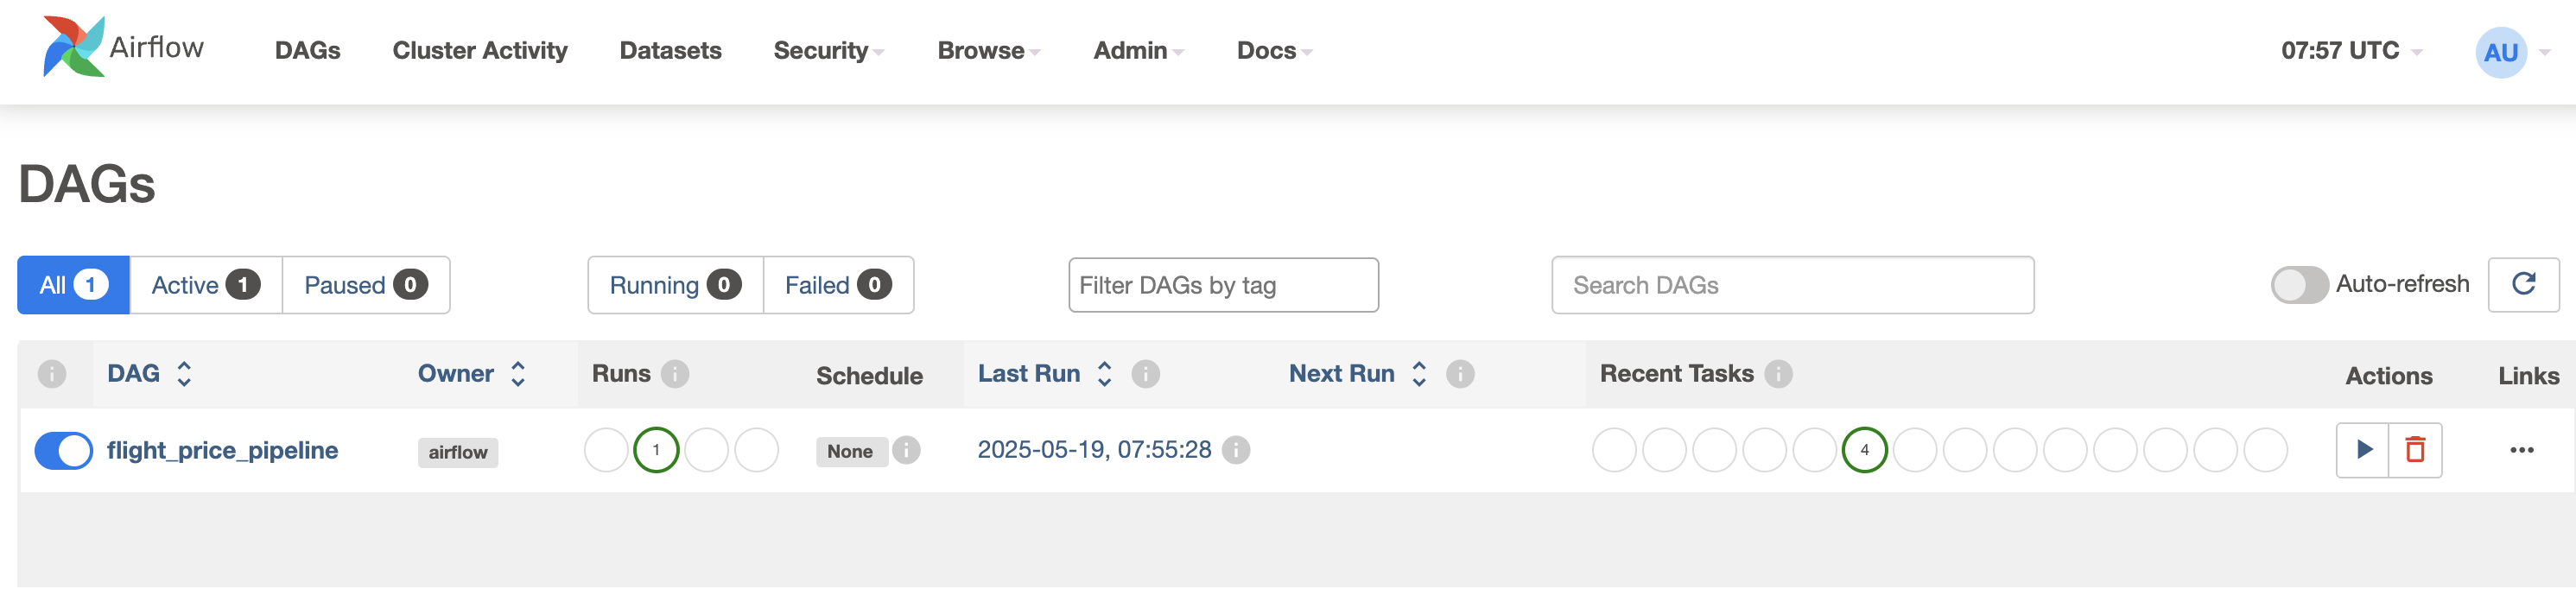 Airflow DAGs Cluster Activity Datasets Security Browse Admin Docs 07:57 UTC AU
DAGs
All 1 Active 1 Paused 0 Running 0 Failed 0 Filter DAGs by tag Search DAGs Auto-refresh
i DAG Owner Runs i Schedule Last Run i Next Run i Recent Tasks i Actions Links
flight_price_pipeline airflow 1 None i 2025-05-19, 07:55:28 i 4